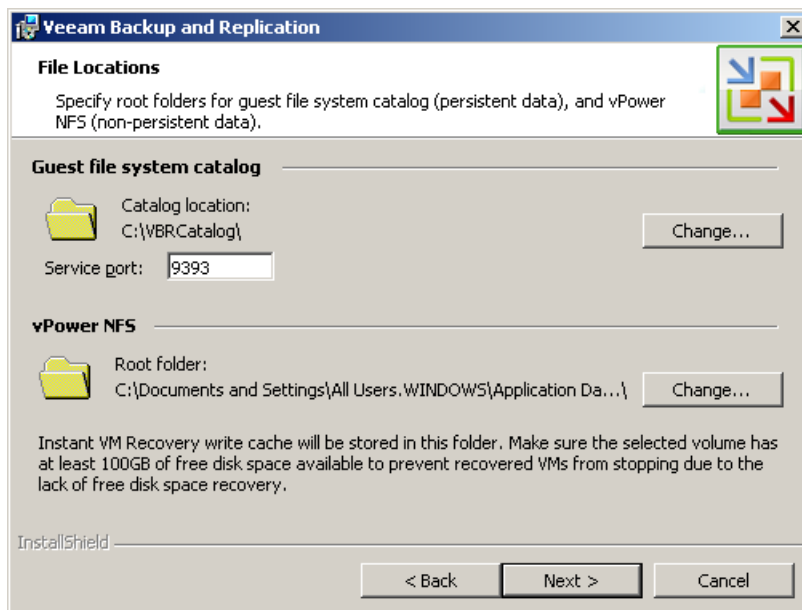 Veeam Backup and Replication
File Locations
Specify root folders for guest file system catalog (persistent data), and vPower
NFS (non-persistent data).
Guest file system catalog
Catalog location:
C:\VBRCatalog\
Change...
Service port:
9393
vPower NFS
Root folder:
C:\Documents and Settings\All Users.WINDOWS\Application Da...\
Change...
Instant VM Recovery write cache will be stored in this folder. Make sure the selected volume has
at least 100GB of free disk space available to prevent recovered VMs from stopping due to the
lack of free disk space recovery.
InstallShield
< Back
Next >
Cancel